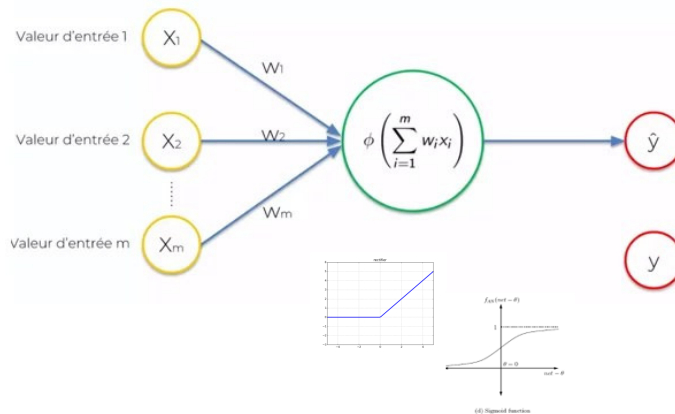 Valeur d'entrée 1
X1
W1
Valeur d'entrée 2
X2
W2
ϕ(∑ i=1 m wixi)
ŷ
Wm
Valeur d'entrée m
Xm
y
1
θ = 0
net − θ
(d) Sigmoid function